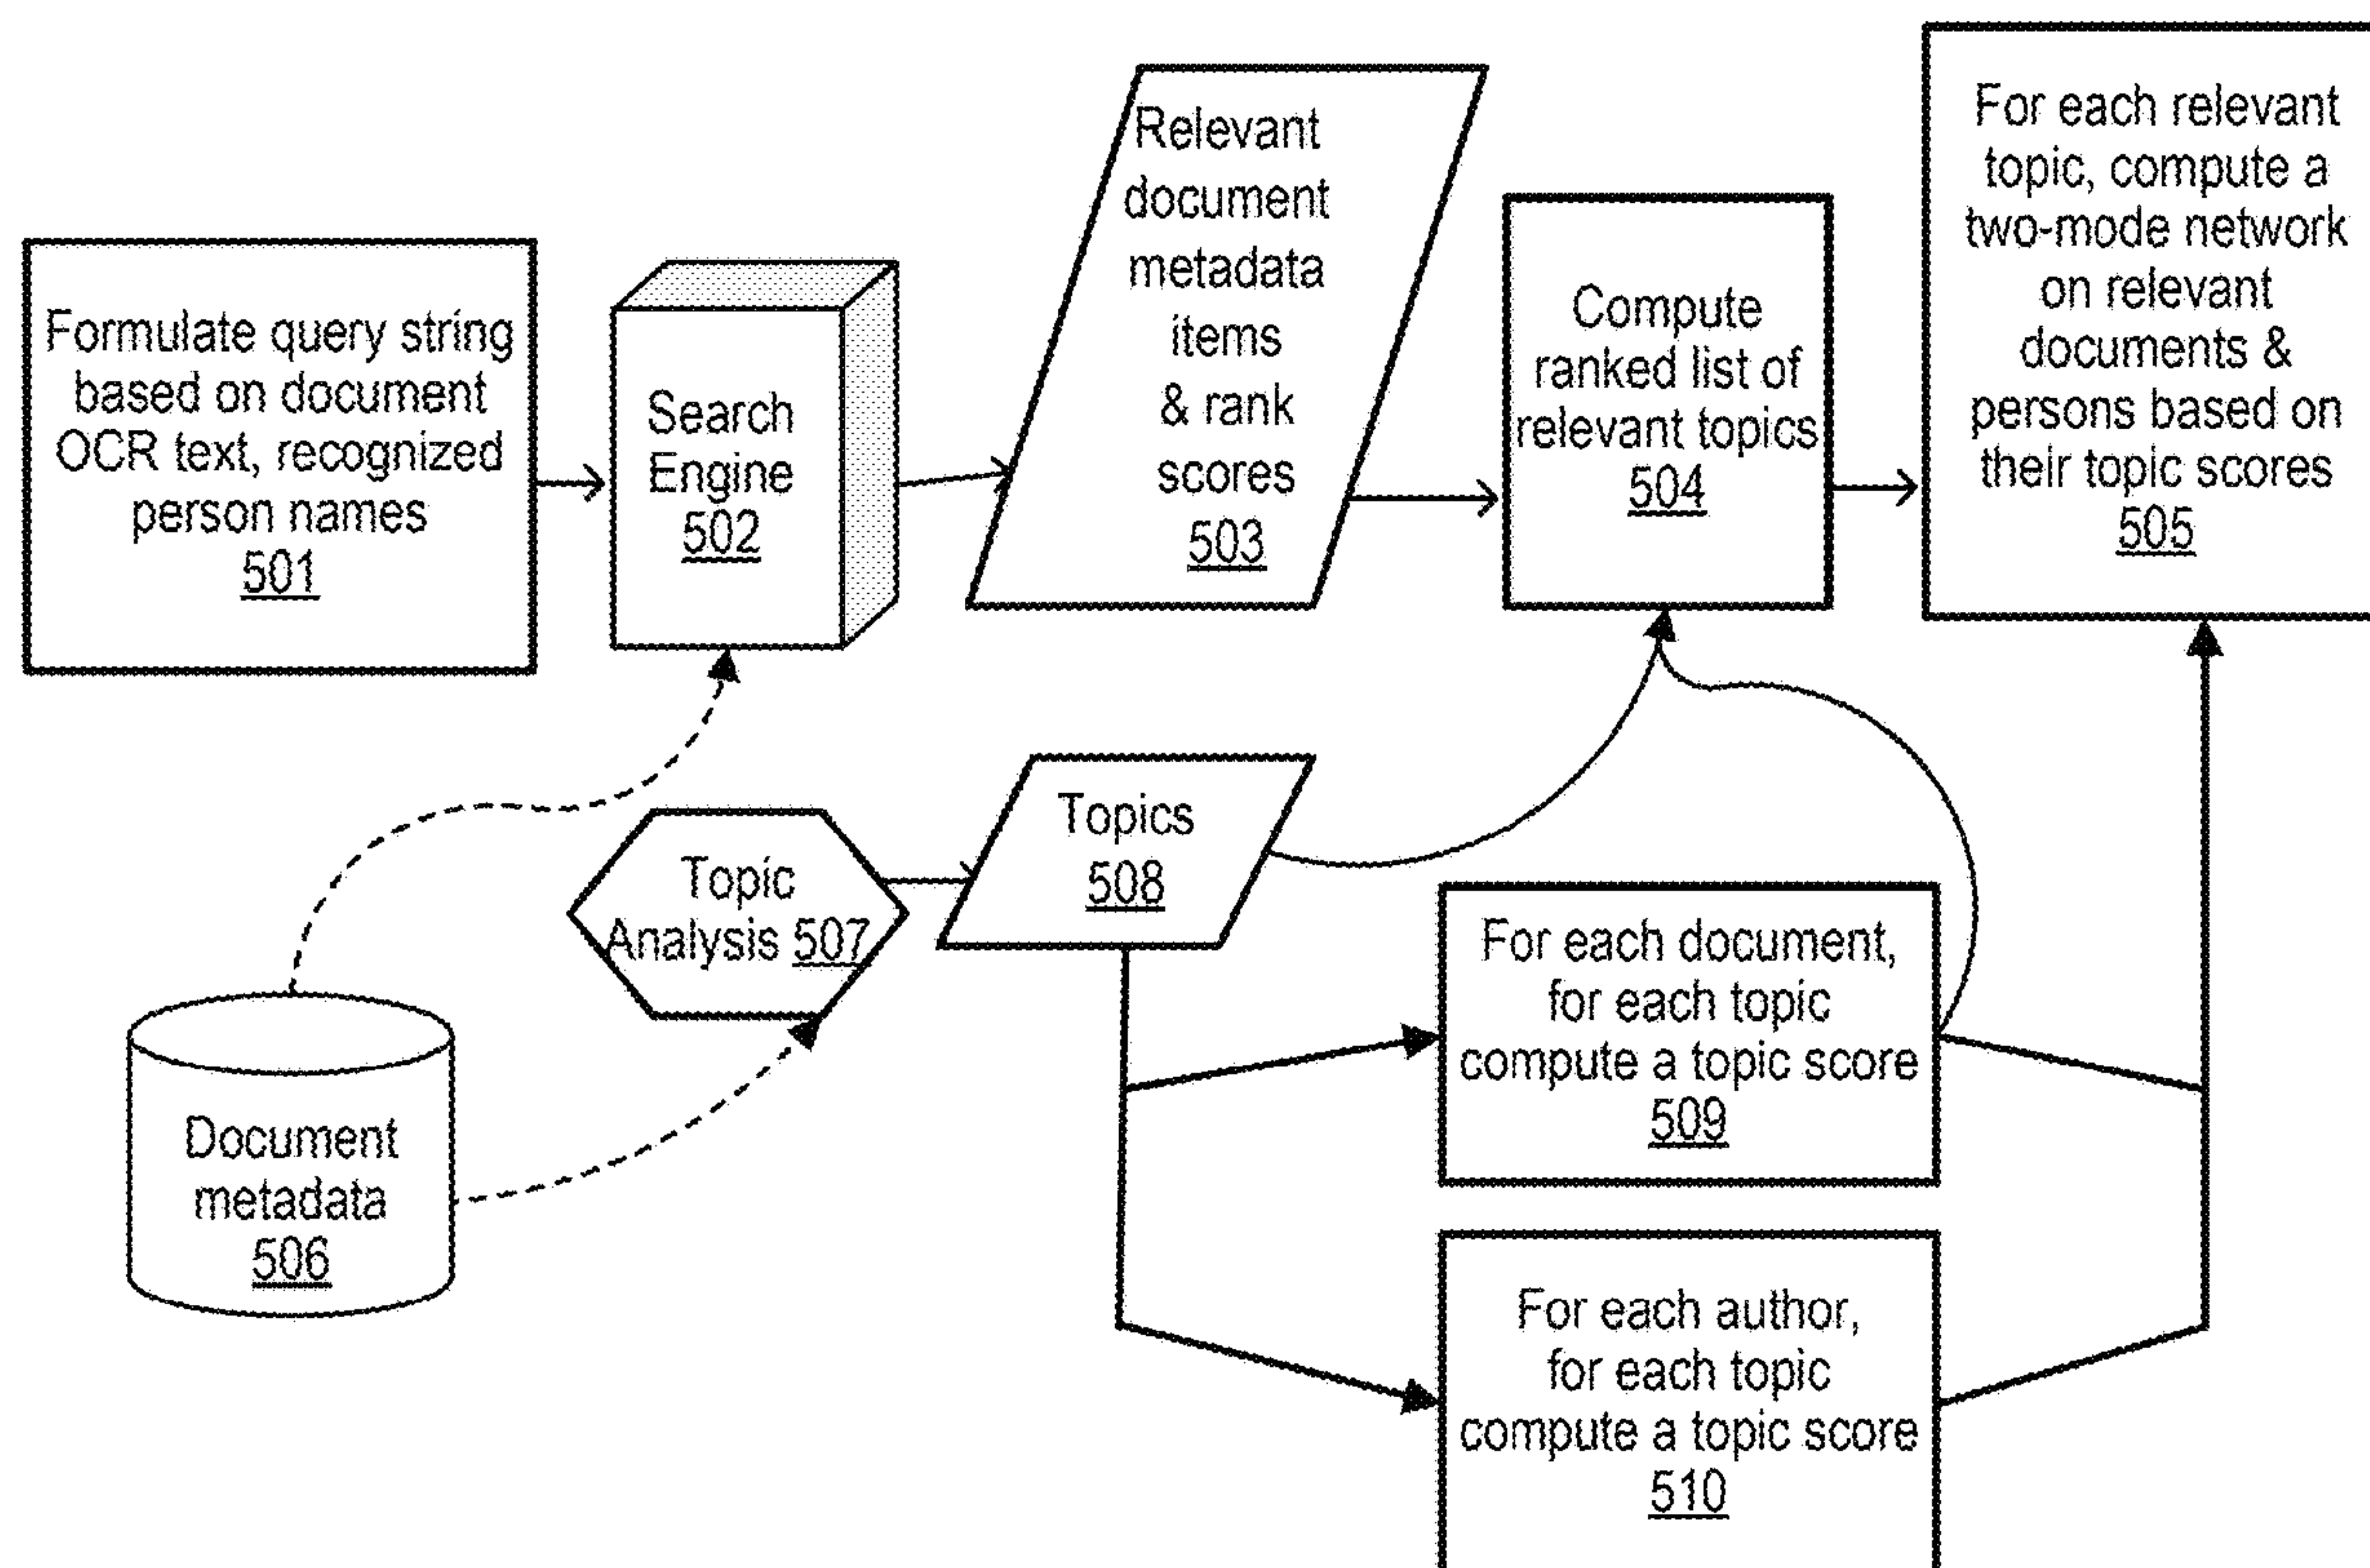 Formulate query string
based on document
OCR text, recognized
person names
501
Search
Engine
502
Relevant
document
metadata
items
& rank
scores
503
Compute
ranked list of
relevant topics
504
For each relevant
topic, compute a
two-mode network
on relevant
documents &
persons based on
their topic scores
505
Document
metadata
506
Topic
Analysis 507
Topics
508
For each document,
for each topic
compute a topic score
509
For each author,
for each topic
compute a topic score
510